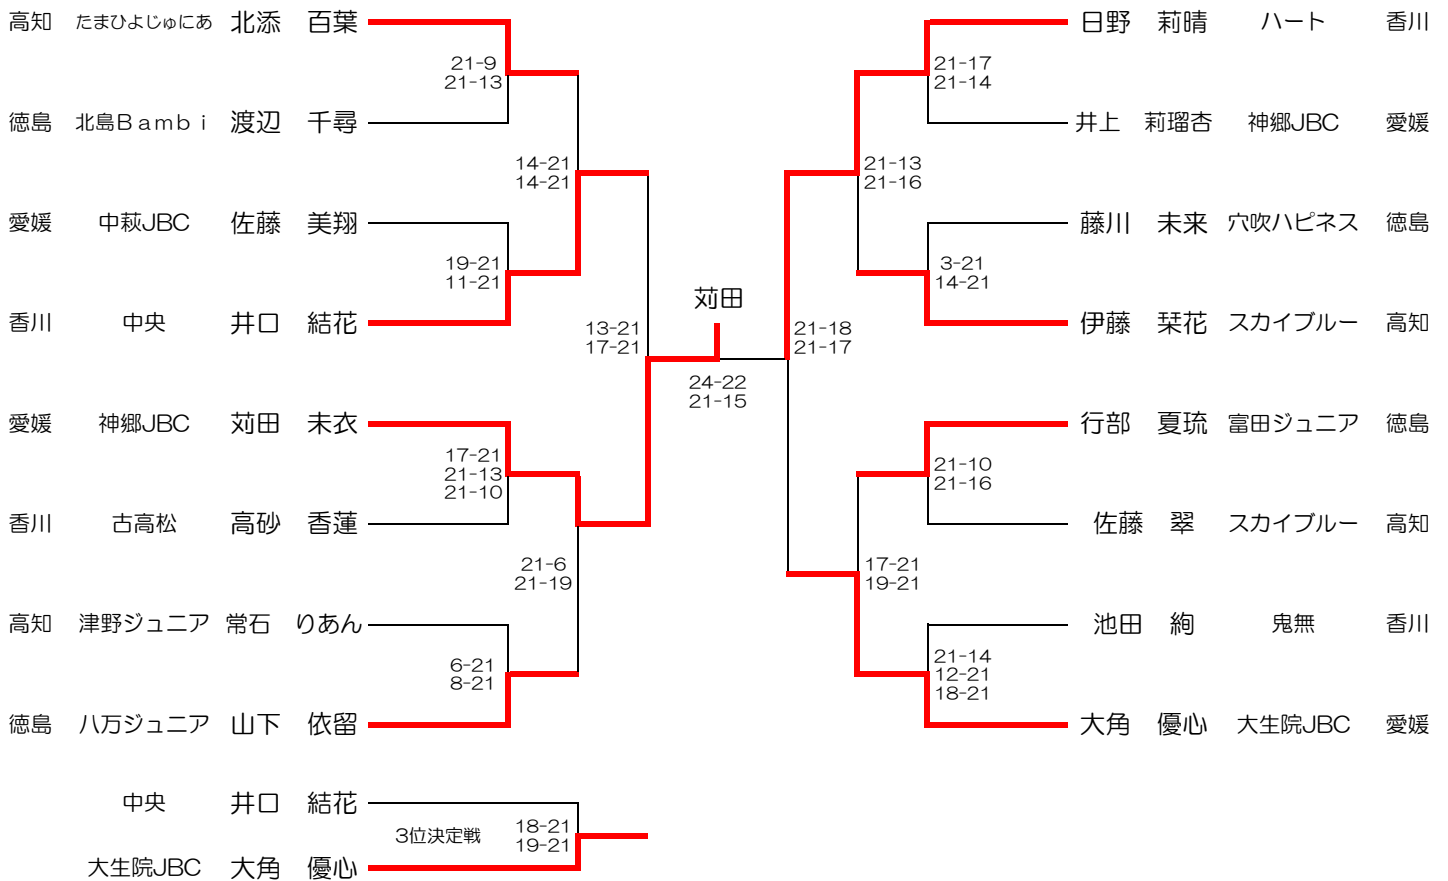 高知 たまひよじゅにあ 北添 百葉
21-9
21-13
徳島 北島Bambi 渡辺 千尋
14-21
14-21
愛媛 中萩JBC 佐藤 美翔
19-21
11-21
香川 中央 井口 結花
13-21
17-21
愛媛 神郷JBC 苅田 未衣
17-21
21-13
21-10
香川 古高松 高砂 香蓮
21-6
21-19
高知 津野ジュニア 常石 りあん
6-21
8-21
徳島 八万ジュニア 山下 依留
苅田
24-22
21-15
日野 莉晴 ハート 香川
21-17
21-14
井上 莉瑠杏 神郷JBC 愛媛
21-13
21-16
藤川 未来 穴吹ハピネス 徳島
3-21
14-21
伊藤 栞花 スカイブルー 高知
21-18
21-17
行部 夏琉 富田ジュニア 徳島
21-10
21-16
佐藤 翠 スカイブルー 高知
17-21
19-21
池田 絢 鬼無 香川
21-14
12-21
18-21
大角 優心 大生院JBC 愛媛
中央 井口 結花
3位決定戦
18-21
19-21
大生院JBC 大角 優心